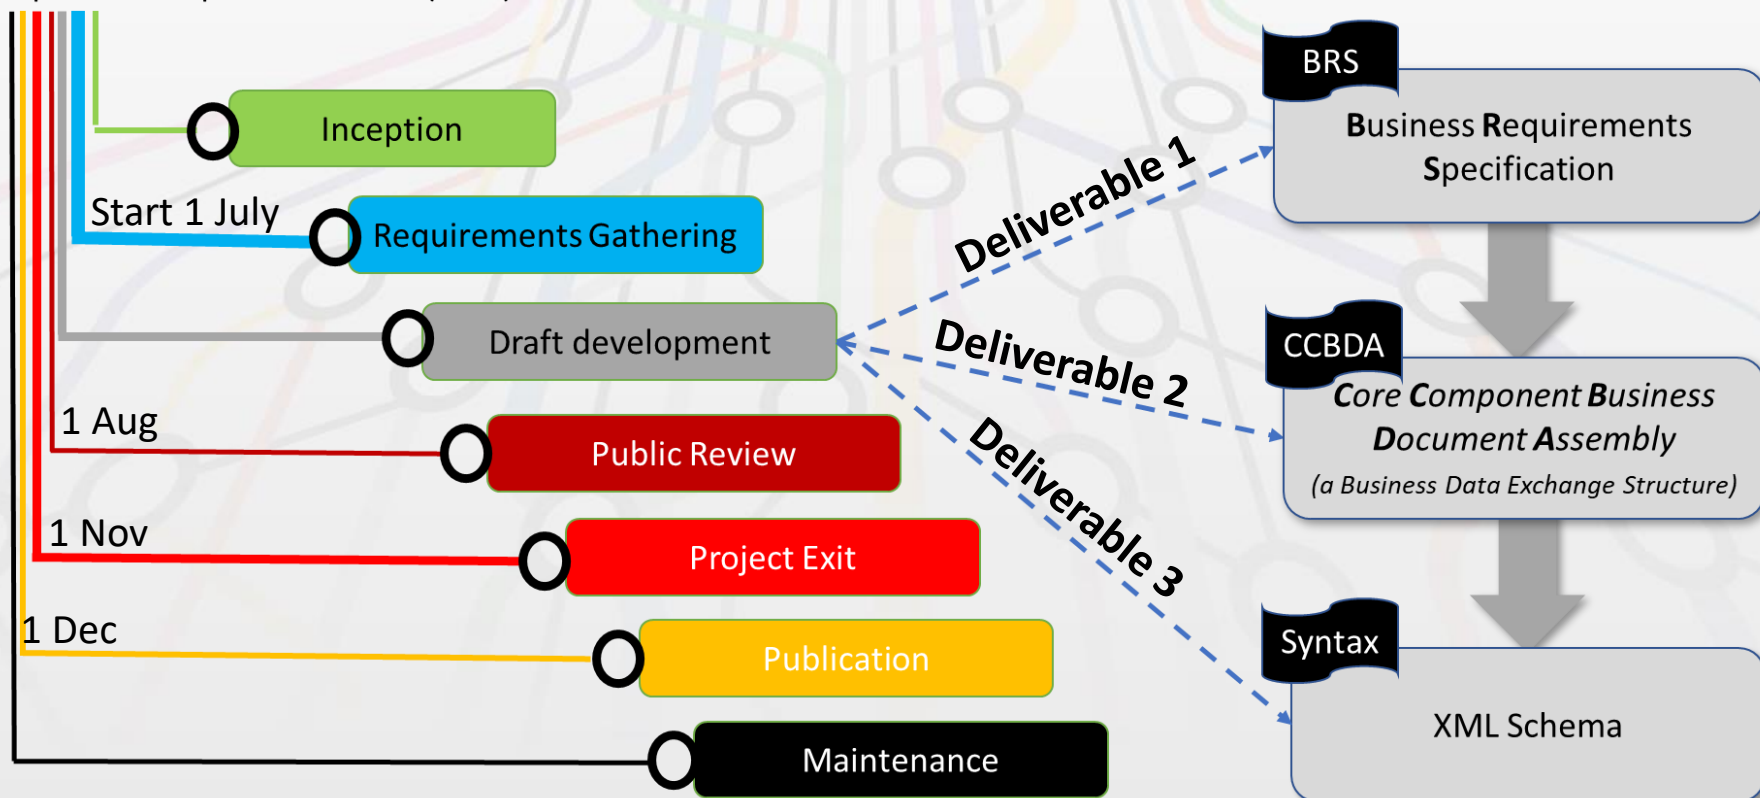 Inception
Start 1 July
Requirements Gathering
Draft development
1 Aug
Public Review
1 Nov
Project Exit
1 Dec
Publication
Maintenance
Deliverable 1
Deliverable 2
Deliverable 3
BRS
Business Requirements
Specification
CCBDA
Core Component Business
Document Assembly
(a Business Data Exchange Structure)
Syntax
XML Schema